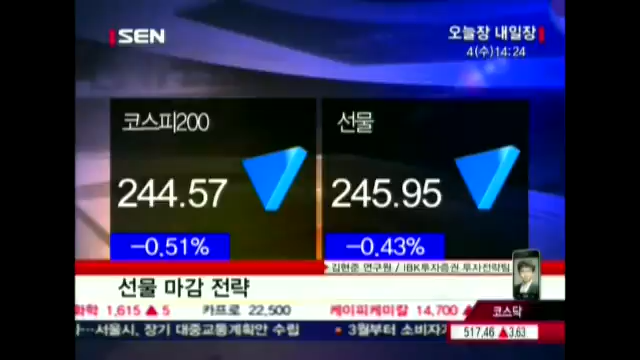 SEN
오늘장 내일장
4(수)14:24
코스피200
선물
244.57
245.95
-0.51%
-0.43%
김현준 연구원 / IBK투자증권 투자전략팀
선물 마감 전략
화학 1,615 ▲ 5 카프로 22,500 케이피케미칼 14,700
코스닥
서울시, 장기 대중교통계획안 수립 ▪ 3월부터 소비자
517.46 ▲3.63